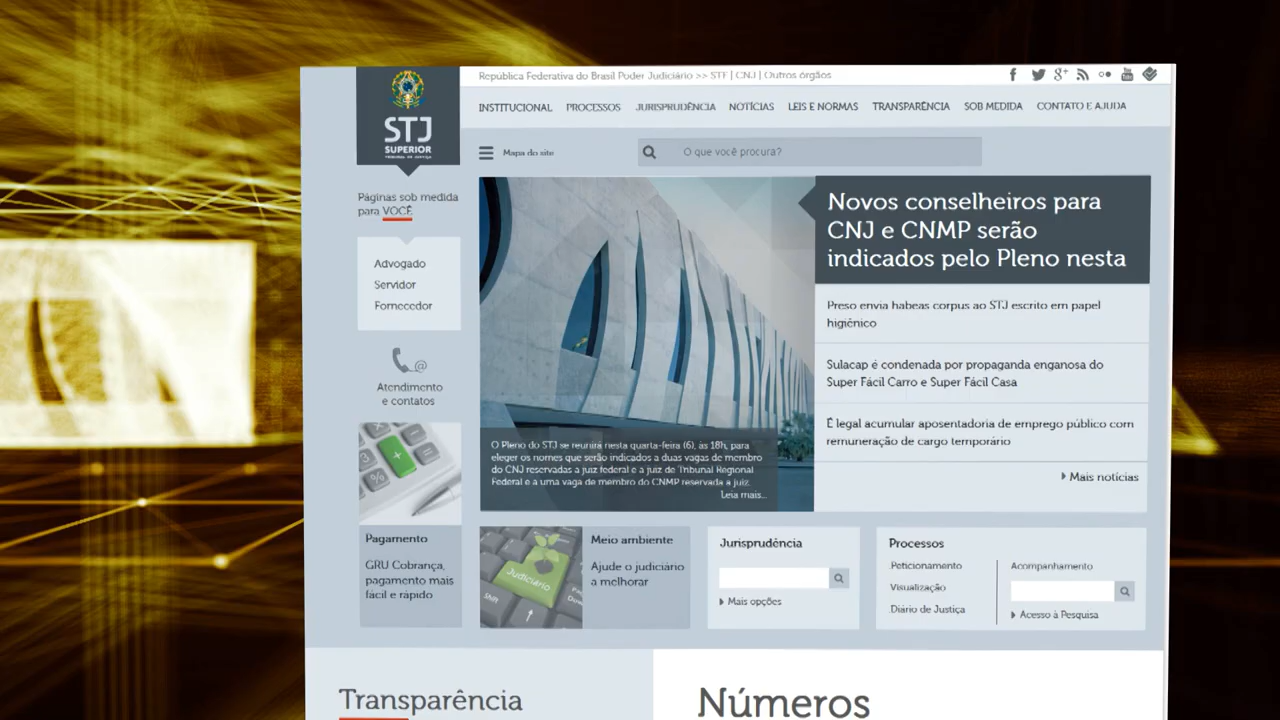 República Federativa do Brasil Poder Judiciário >> STF | CNJ | Outros órgãos
STJ
SUPERIOR
TRIBUNAL DE JUSTIÇA
INSTITUCIONAL PROCESSOS JURISPRUDÊNCIA NOTÍCIAS LEIS E NORMAS TRANSPARÊNCIA SOB MEDIDA CONTATO E AJUDA
Mapa do site
O que você procura?
Páginas sob medida
para VOCÊ
Advogado
Servidor
Fornecedor
Atendimento
e contatos
Novos conselheiros para
CNJ e CNMP serão
indicados pelo Pleno nesta
Preso envia habeas corpus ao STJ escrito em papel
higiênico
Sulacap é condenada por propaganda enganosa do
Super Fácil Carro e Super Fácil Casa
É legal acumular aposentadoria de emprego público com
remuneração de cargo temporário
Mais notícias
O Pleno do STJ se reunirá nesta quarta-feira (6), às 18h, para
eleger os nomes que serão indicados a duas vagas de membro
do CNJ reservadas a juiz federal e a juiz de Tribunal Regional
Federal e a uma vaga de membro do CNMP reservada a juiz.
Leia mais...
Pagamento
GRU Cobrança,
pagamento mais
fácil e rápido
Judiciário
Shift
Meio ambiente
Ajude o judiciário
a melhorar
Jurisprudência
Mais opções
Processos
Peticionamento
Visualização
Diário de Justiça
Acompanhamento
Acesso à Pesquisa
Transparência
Números